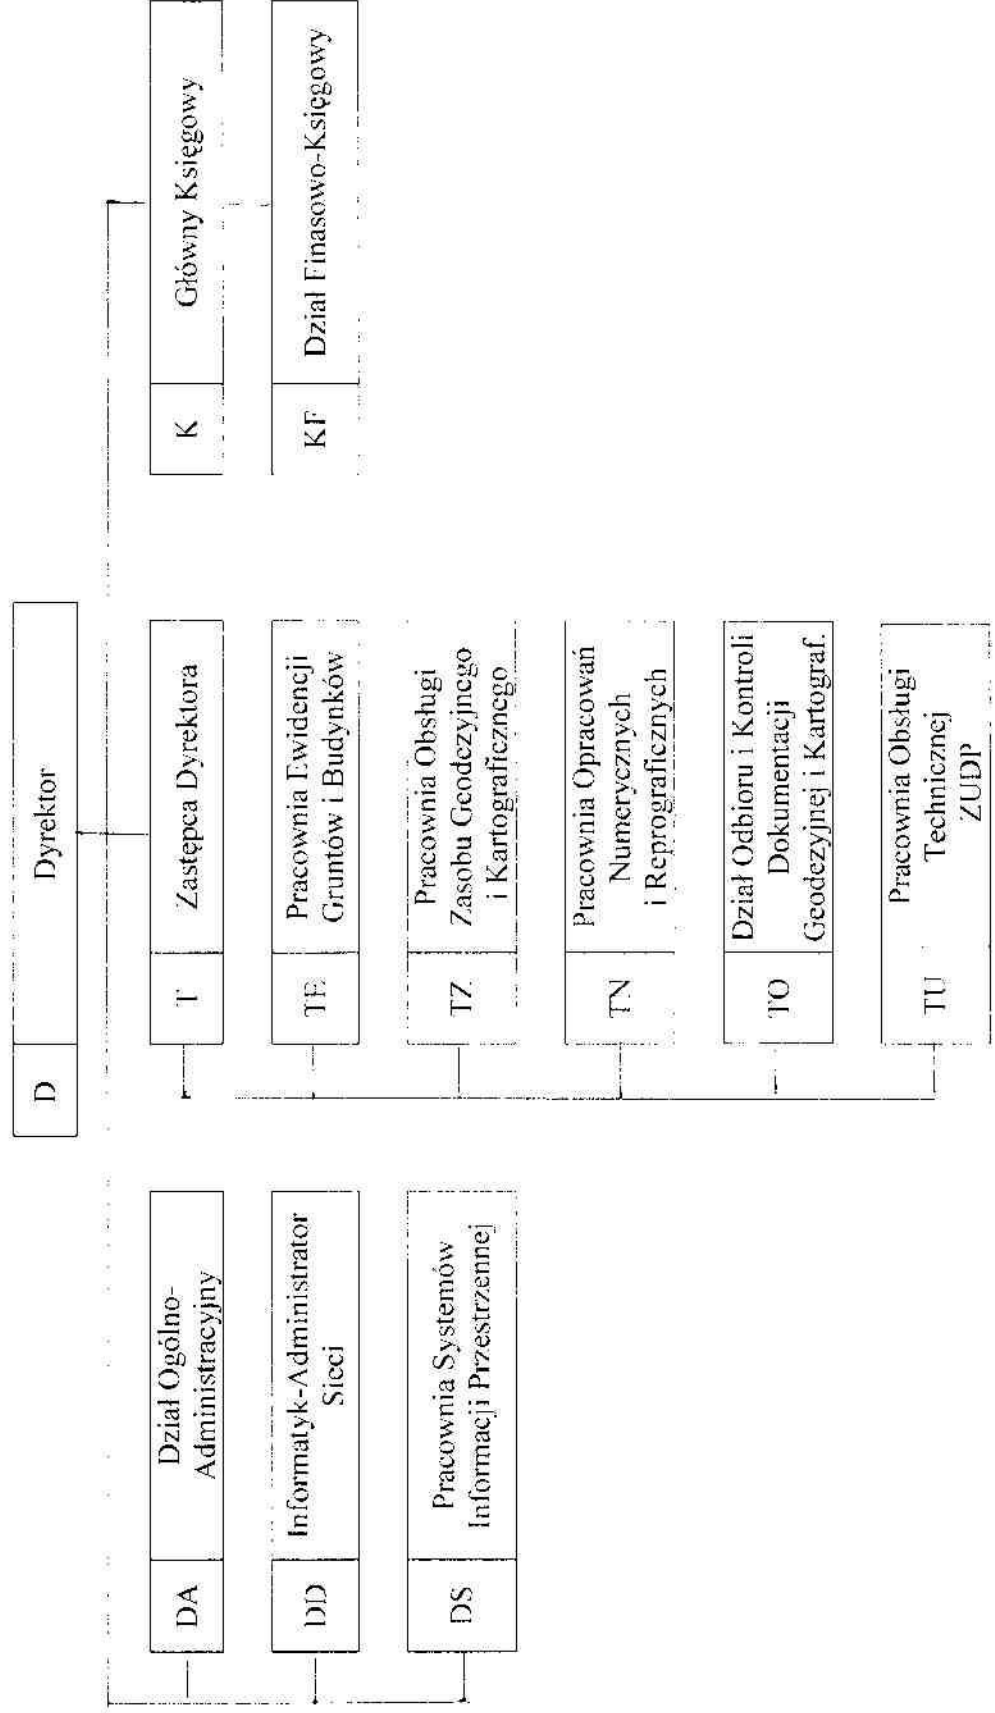 D
Dyrektor
DA
Dział Ogólno-
Administracyjny
DD
Informatyk-Administrator
Sieci
DS
Pracownia Systemów
Informacji Przestrzennej
T
Zastępca Dyrektora
TE
Pracownia Ewidencji
Gruntów i Budynków
TZ
Pracownia Obsługi
Zasobu Geodezyjnego
i Kartograficznego
TN
Pracownia Opracowań
Numerycznych
i Reprograficznych
TO
Dział Odbioru i Kontroli
Dokumentacji
Geodezyjnej i Kartograf.
TU
Pracownia Obsługi
Technicznej
ZUDP
K
Główny Księgowy
KF
Dział Finasowo-Księgowy